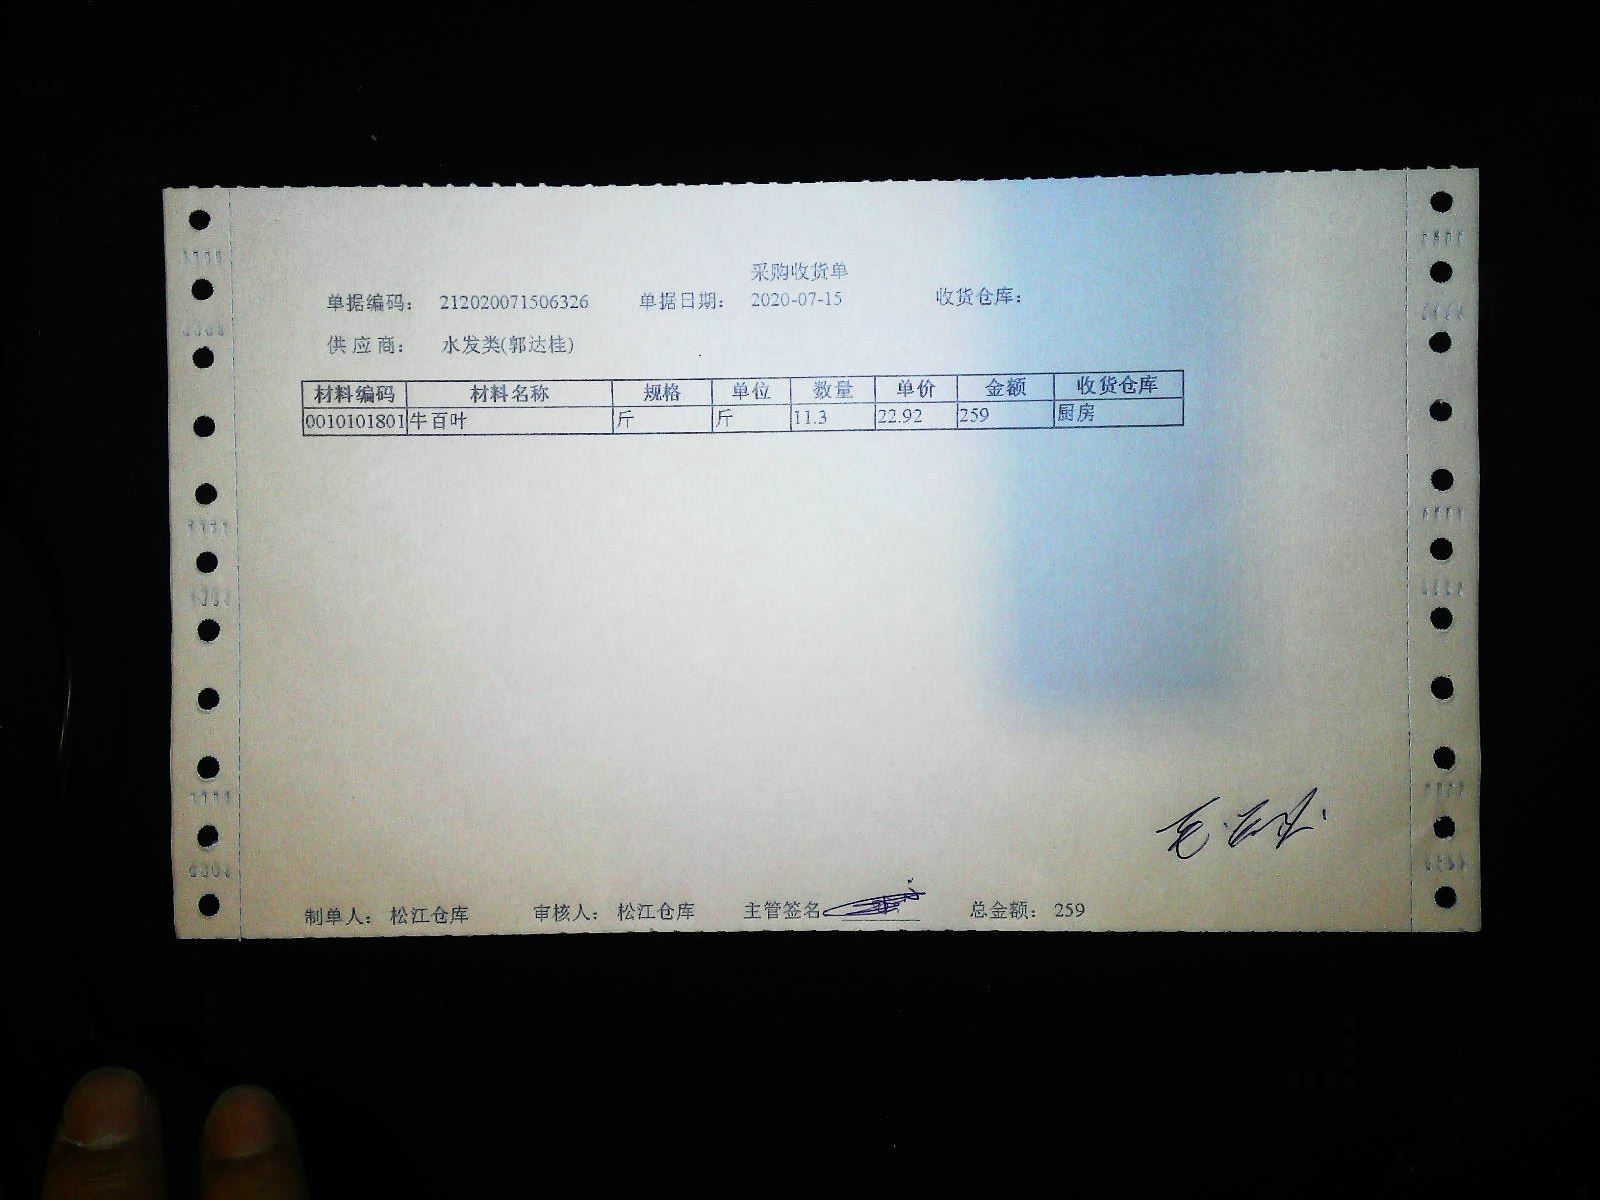 采购收货单
单据编码： 212020071506326 单据日期： 2020-07-15 收货仓库：
供应商： 水发类(郭达桂)
材料编码 材料名称 规格 单位 数量 单价 金额 收货仓库
0010101801 牛百叶 斤 斤 11.3 22.92 259 厨房
制单人： 松江仓库 审核人： 松江仓库 主管签名 总金额： 259